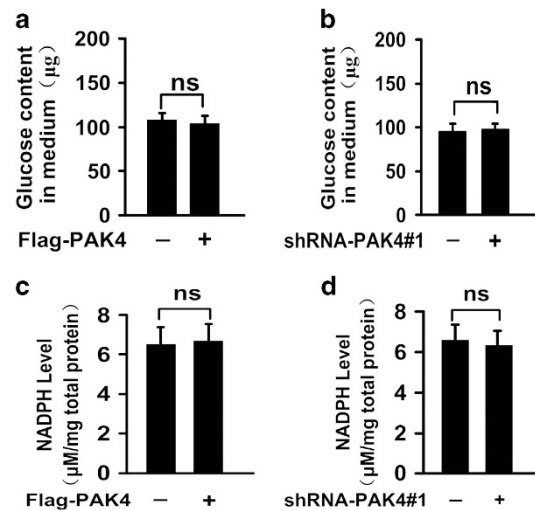 a
Glucose content
in medium（μg）
200
150
100
50
0
ns
Flag-PAK4 – +
b
Glucose content
in medium（μg）
200
150
100
50
0
ns
shRNA-PAK4#1 – +
c
NADPH Level
（μM/mg total protein）
8
6
4
2
0
ns
Flag-PAK4 – +
d
NADPH Level
（μM/mg total protein）
8
6
4
2
0
ns
shRNA-PAK4#1 – +